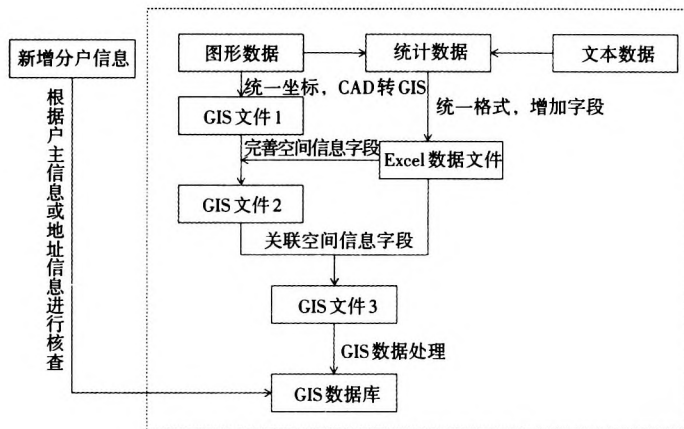 图形数据
统计数据
文本数据
新增分户信息
统一坐标，CAD转GIS
统一格式，增加字段
GIS文件1
完善空间信息字段
Excel数据文件
GIS文件2
关联空间信息字段
GIS文件3
GIS数据处理
GIS数据库
根据户主信息或地址信息进行核查